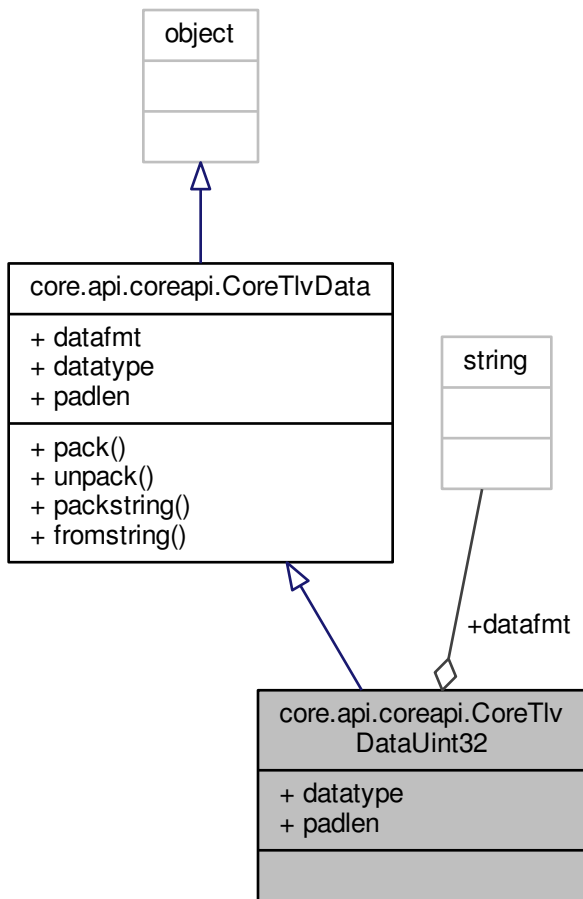 object
core.api.coreapi.CoreTlvData
+ datafmt
+ datatype
+ padlen
+ pack()
+ unpack()
+ packstring()
+ fromstring()
string
+datafmt
core.api.coreapi.CoreTlv
DataUint32
+ datatype
+ padlen